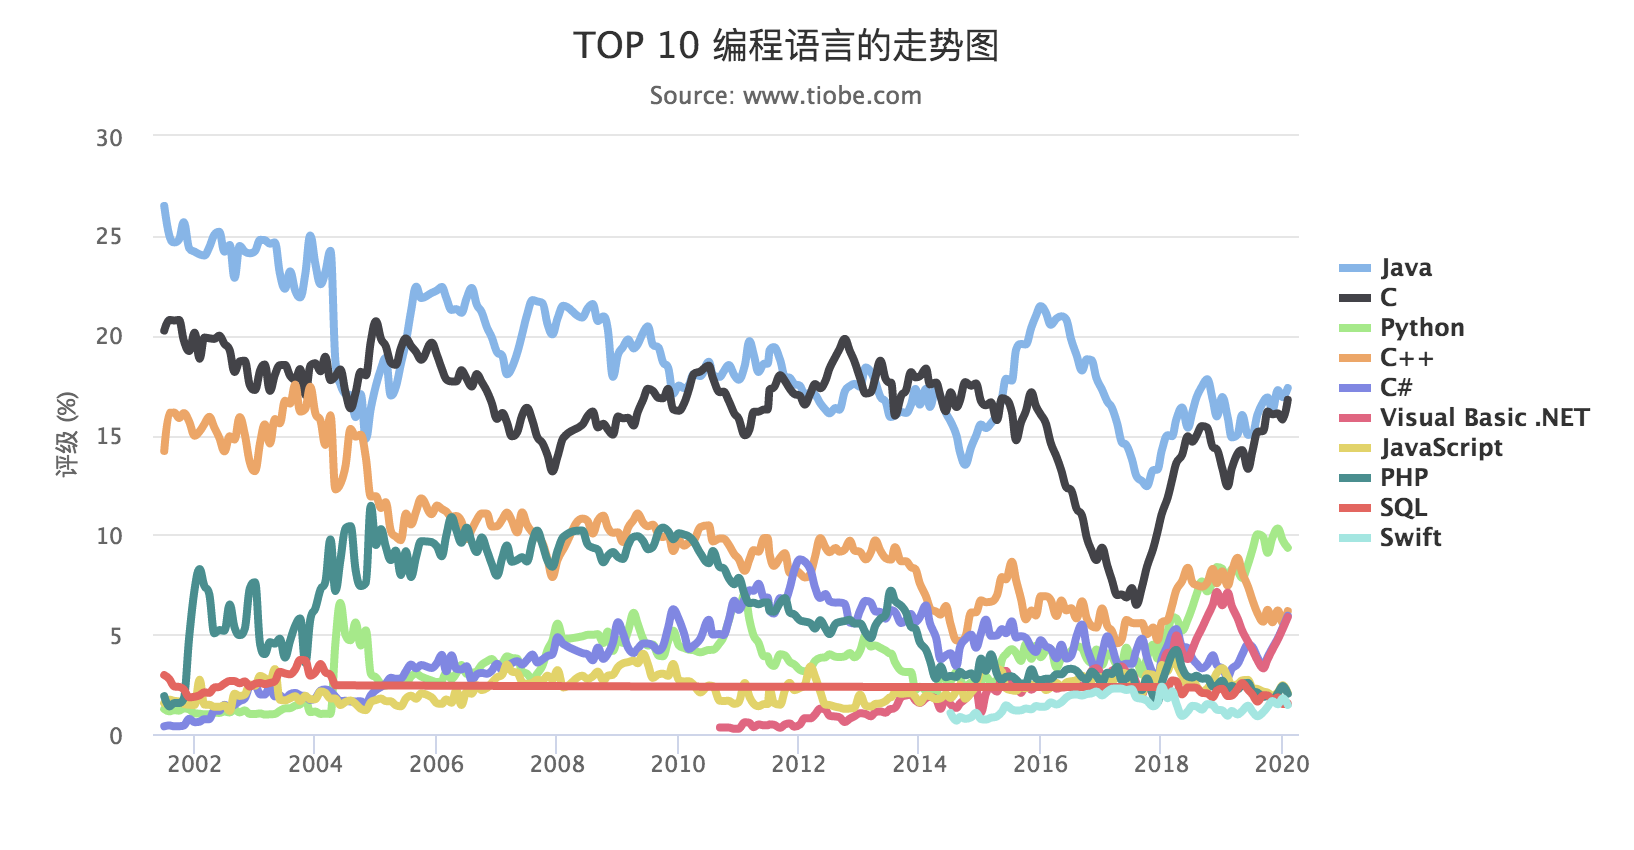 TOP 10 编程语言的走势图
Source: www.tiobe.com
评级 (%)
30
25
20
15
10
5
0
2002 2004 2006 2008 2010 2012 2014 2016 2018 2020
Java
C
Python
C++
C#
Visual Basic .NET
JavaScript
PHP
SQL
Swift